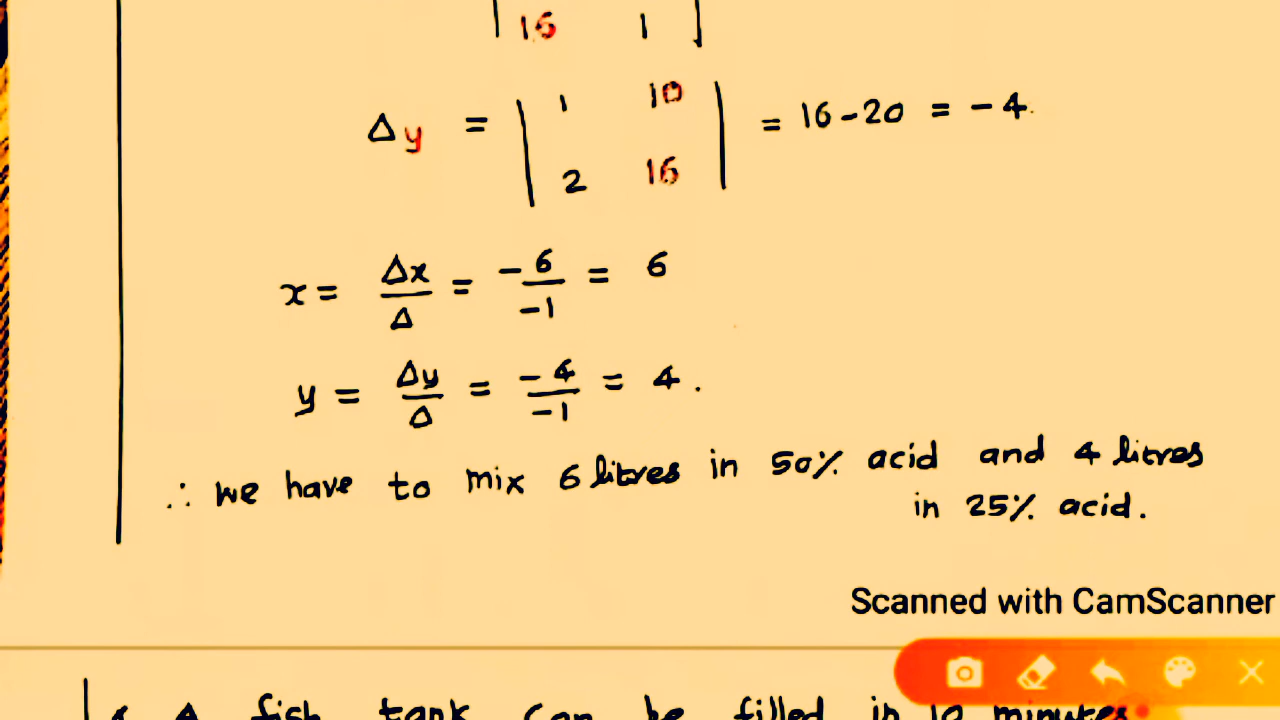 16 1
Δy = | 1 10 | = 16-20 = -4.
| 2 16 |
x = Δx/Δ = -6/-1 = 6
y = Δy/Δ = -4/-1 = 4.
∴ we have to mix 6 litres in 50% acid and 4 litres
in 25% acid.
Scanned with CamScanner
A fish tank can be filled in 10 minutes